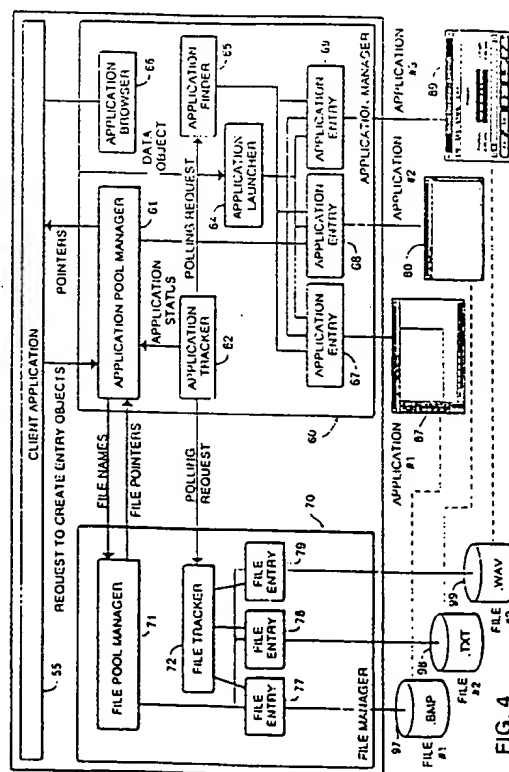 55
CLIENT APPLICATION
REQUEST TO CREATE ENTRY OBJECTS
POINTERS
FILE NAMES
FILE POINTERS
FILE POOL MANAGER
71
APPLICATION POOL MANAGER
61
APPLICATION BROWSER
66
DATA OBJECT
POLLING REQUEST
APPLICATION STATUS
APPLICATION TRACKER
62
POLLING REQUEST
APPLICATION FINDER
65
APPLICATION LAUNCHER
64
72
FILE TRACKER
70
60
FILE ENTRY
77
FILE ENTRY
78
FILE ENTRY
79
FILE MANAGER
APPLICATION ENTRY
67
APPLICATION ENTRY
68
APPLICATION ENTRY
69
APPLICATION MANAGER
APPLICATION #1
87
APPLICATION #2
APPLICATION #3
89
97
.BMP
FILE #1
98
.TXT
FILE #2
99
.WAV
FILE
FIG. 4